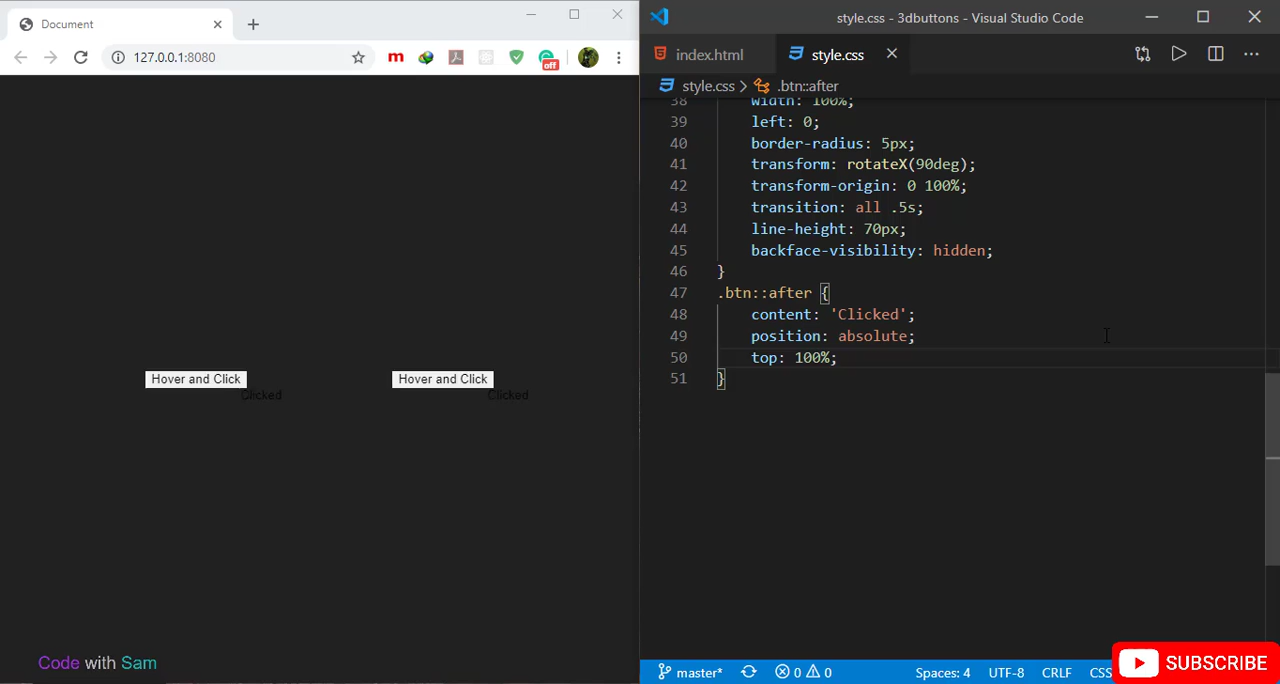 Document
127.0.0.1:8080
m
off
Hover and Click
Clicked
Hover and Click
Clicked
Code with Sam
style.css - 3dbuttons - Visual Studio Code
index.html
style.css
style.css > .btn::after
38 width: 100%;
39 left: 0;
40 border-radius: 5px;
41 transform: rotateX(90deg);
42 transform-origin: 0 100%;
43 transition: all .5s;
44 line-height: 70px;
45 backface-visibility: hidden;
46 }
47 .btn::after {
48 content: 'Clicked';
49 position: absolute;
50 top: 100%;
51 }
master* 0 0 Spaces: 4 UTF-8 CRLF CSS
SUBSCRIBE